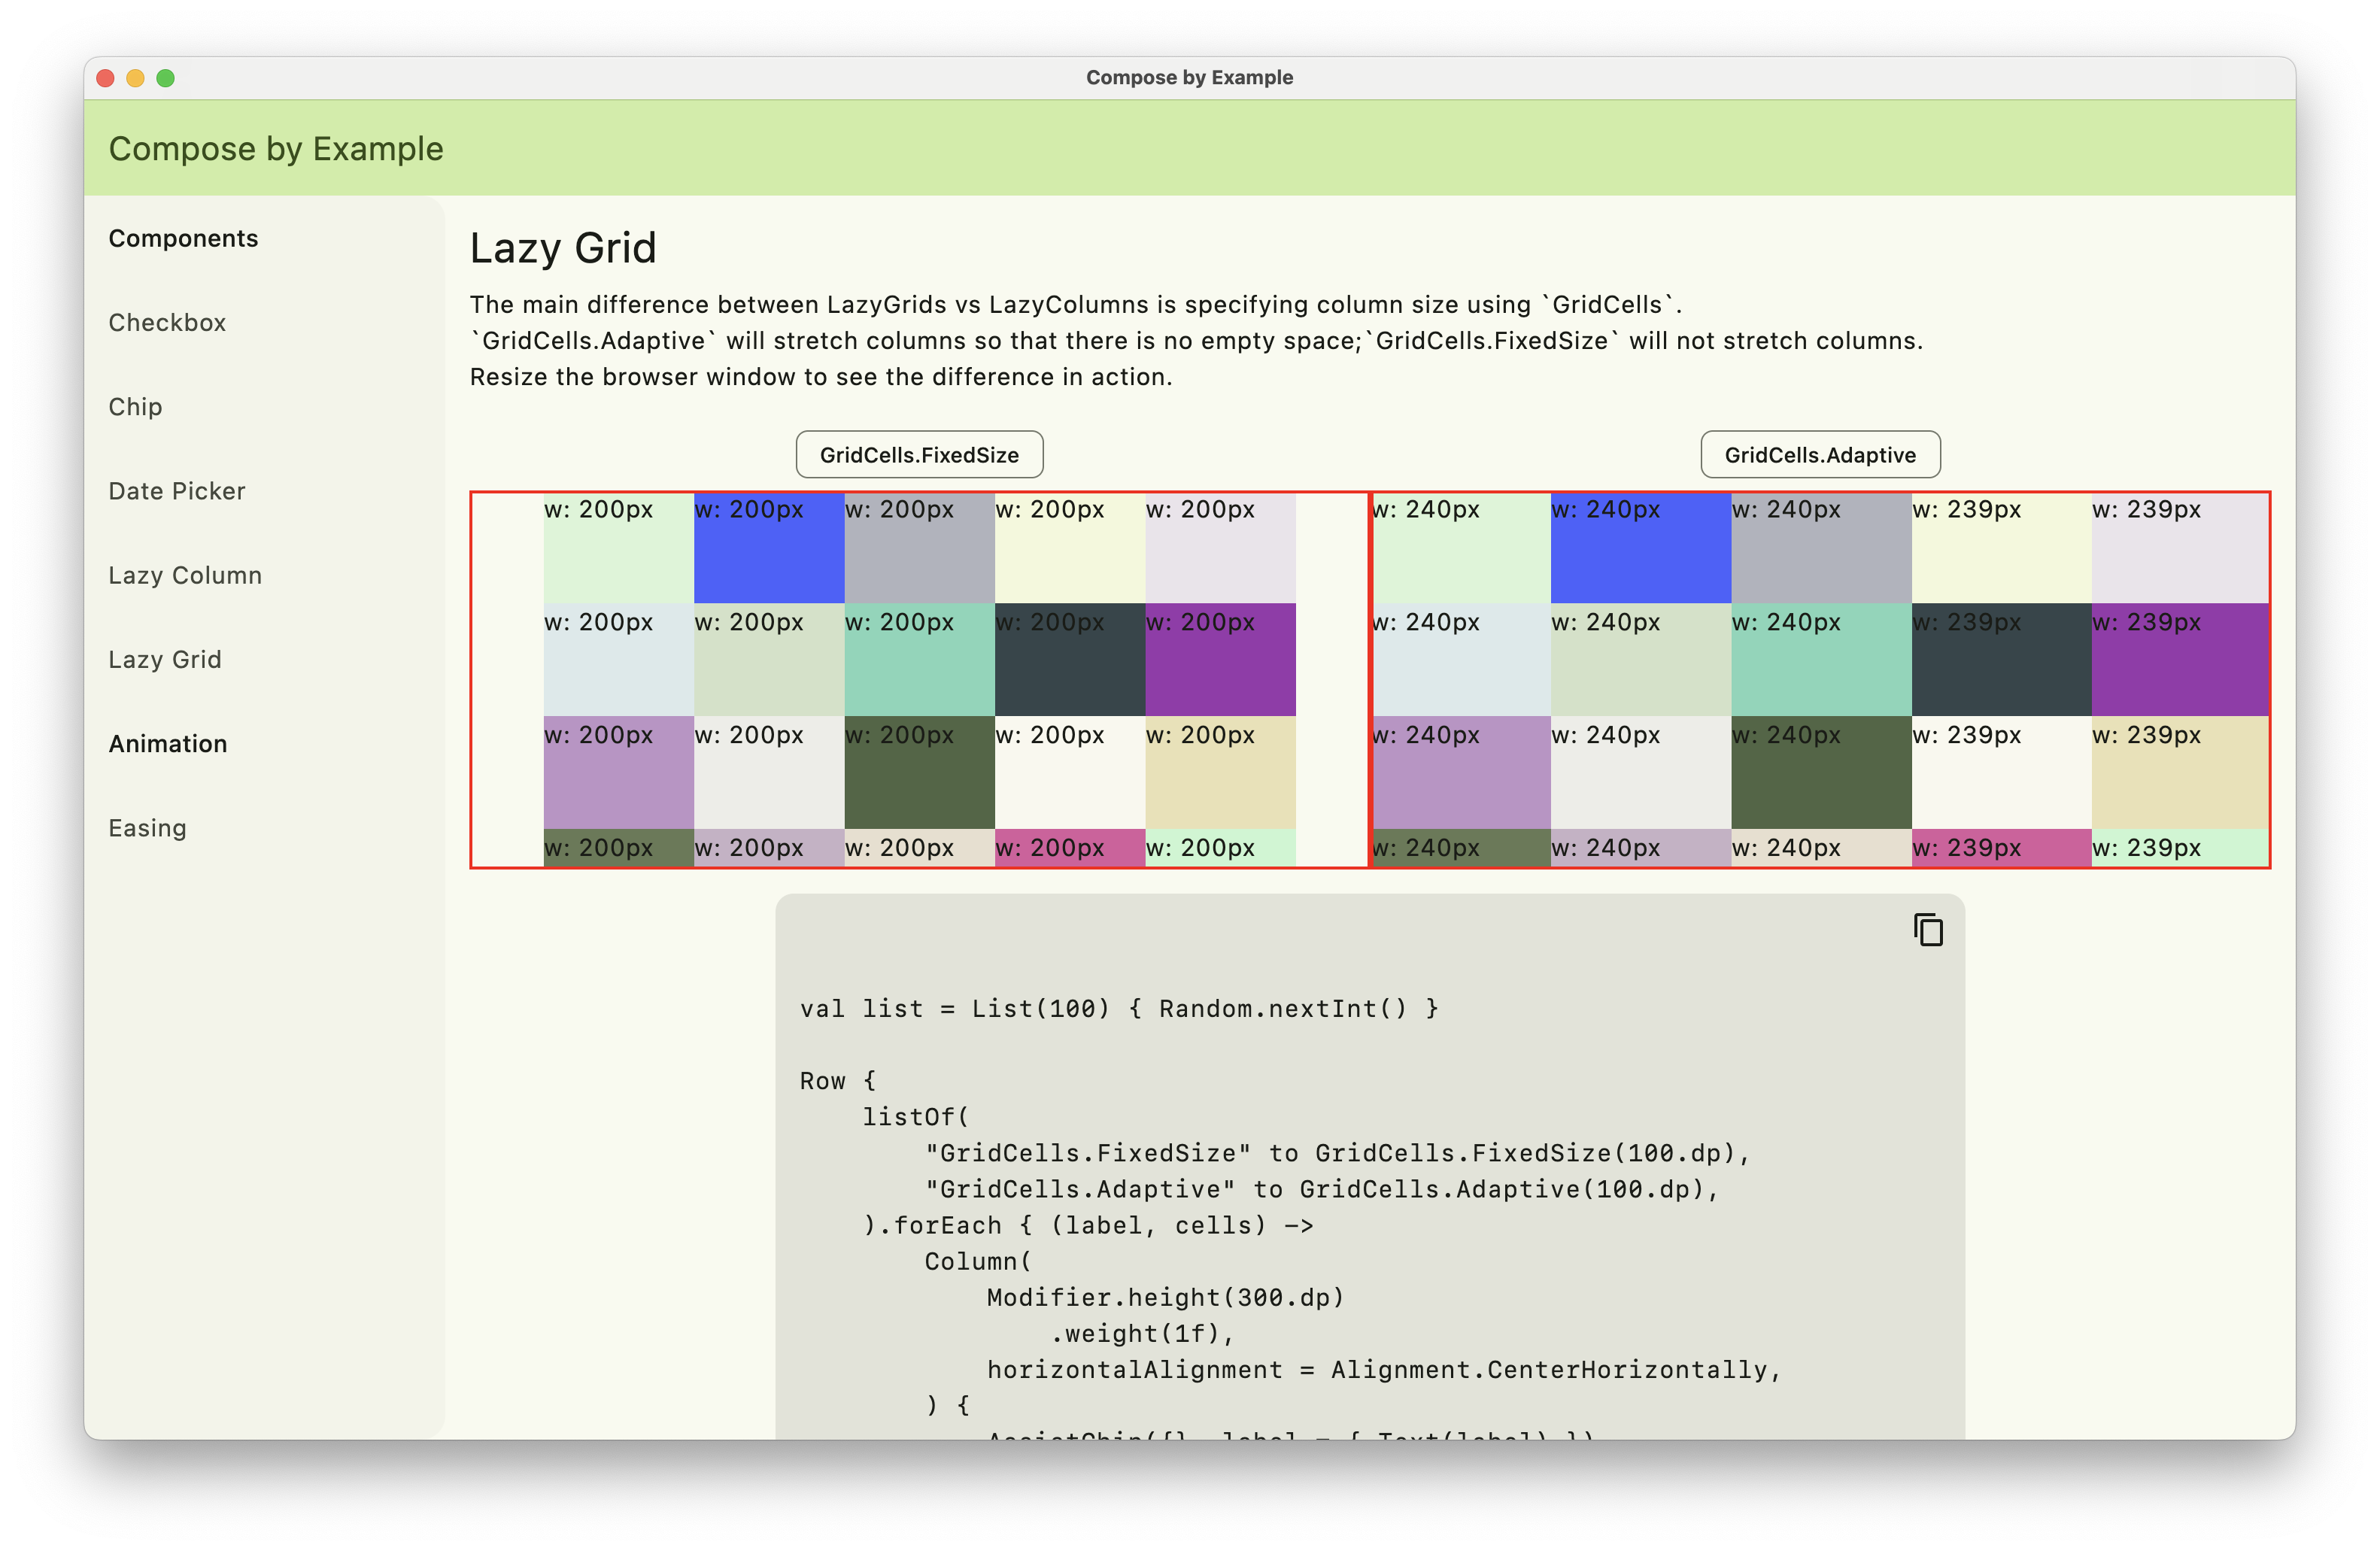 Compose by Example
Compose by Example
Components
Checkbox
Chip
Date Picker
Lazy Column
Lazy Grid
Animation
Easing
Lazy Grid
The main difference between LazyGrids vs LazyColumns is specifying column size using `GridCells`.
`GridCells.Adaptive` will stretch columns so that there is no empty space;`GridCells.FixedSize` will not stretch columns.
Resize the browser window to see the difference in action.
GridCells.FixedSize
w: 200px w: 200px w: 200px w: 200px w: 200px
w: 200px w: 200px w: 200px w: 200px w: 200px
w: 200px w: 200px w: 200px w: 200px w: 200px
w: 200px w: 200px w: 200px w: 200px w: 200px
GridCells.Adaptive
w: 240px w: 240px w: 240px w: 239px w: 239px
w: 240px w: 240px w: 240px w: 239px w: 239px
w: 240px w: 240px w: 240px w: 239px w: 239px
w: 240px w: 240px w: 240px w: 239px w: 239px
val list = List(100) { Random.nextInt() }
Row {
    listOf(
        "GridCells.FixedSize" to GridCells.FixedSize(100.dp),
        "GridCells.Adaptive" to GridCells.Adaptive(100.dp),
    ).forEach { (label, cells) ->
        Column(
            Modifier.height(300.dp)
                .weight(1f),
            horizontalAlignment = Alignment.CenterHorizontally,
        ) {
            AssistChip({}, label = { Text(label) })